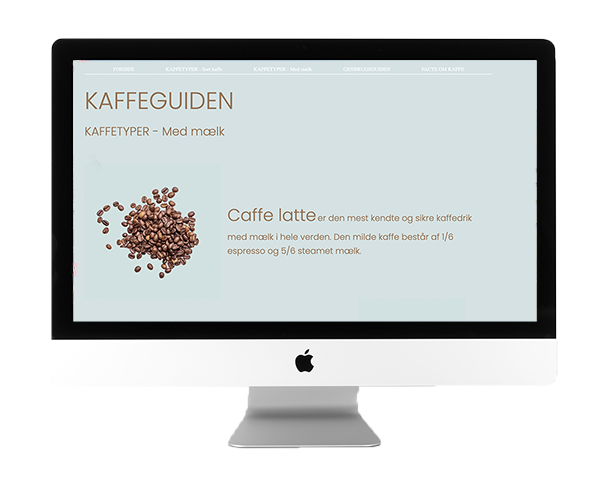 FORSIDE KAFFETYPER - Sort kaffe KAFFETYPER - Med mælk GENBRUGSGUIDEN FACTS OM KAFFE
KAFFEGUIDEN
KAFFETYPER - Med mælk
Caffe latte er den mest kendte og sikre kaffedrik
med mælk i hele verden. Den milde kaffe består af 1/6
espresso og 5/6 steamet mælk.